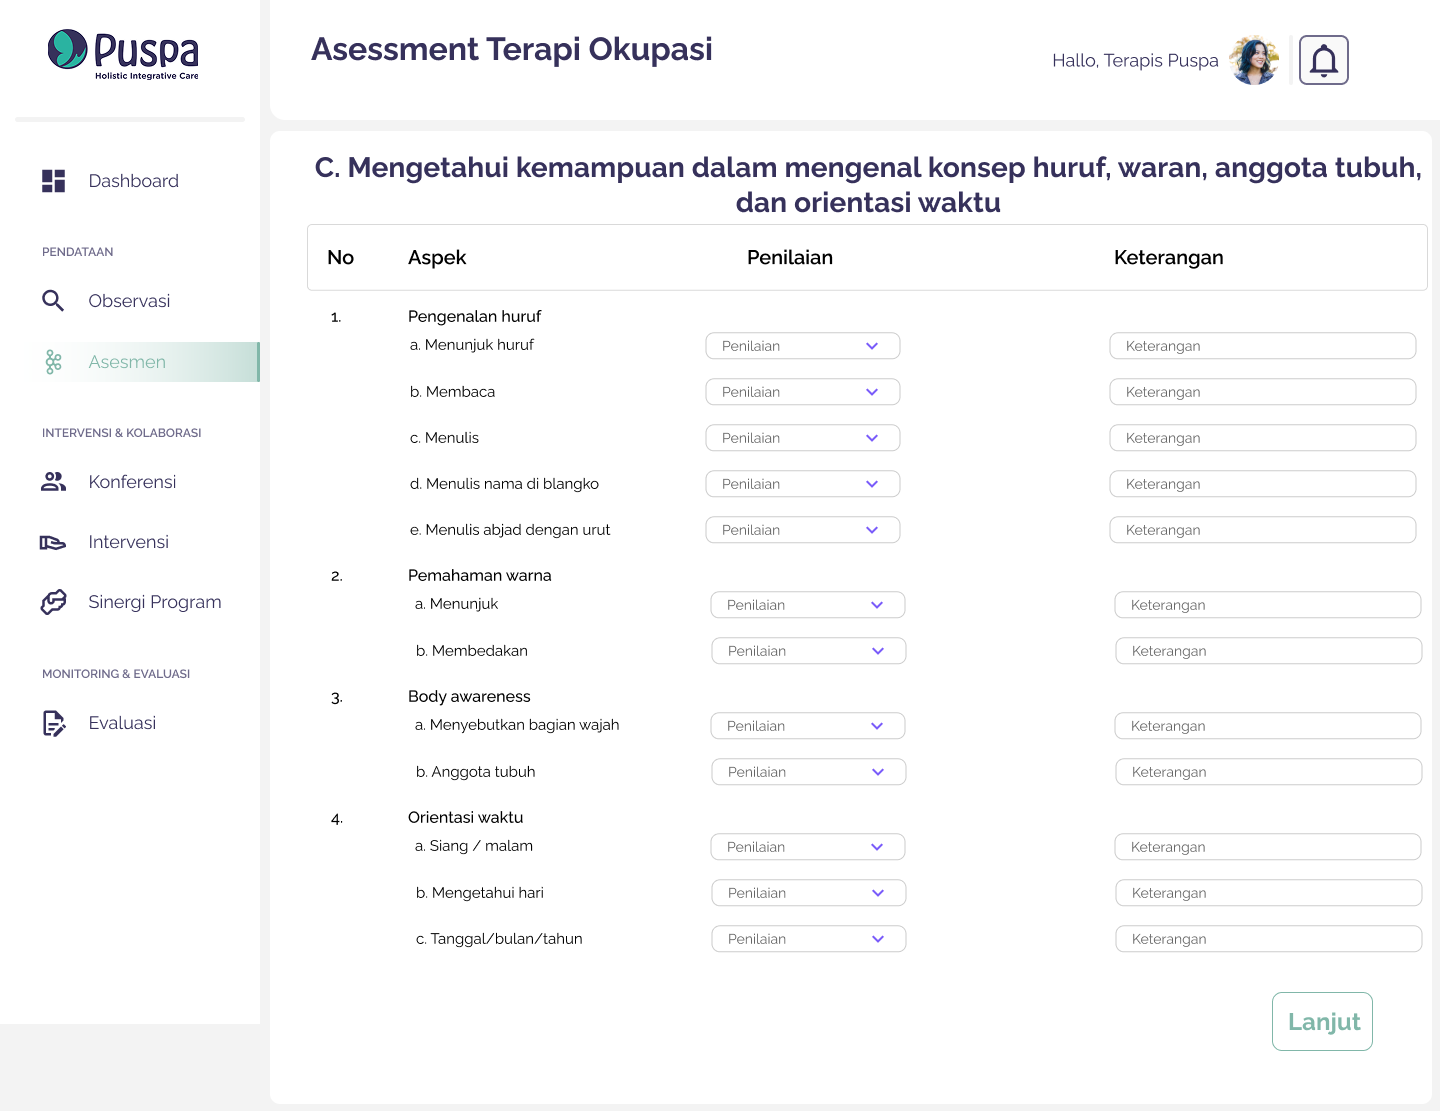 Puspa
Holistic Integrative Care
Asessment Terapi Okupasi
Hallo, Terapis Puspa
Dashboard
PENDATAAN
Observasi
Asesmen
INTERVENSI & KOLABORASI
Konferensi
Intervensi
Sinergi Program
MONITORING & EVALUASI
Evaluasi
C. Mengetahui kemampuan dalam mengenal konsep huruf, waran, anggota tubuh,
dan orientasi waktu
No Aspek Penilaian Keterangan
1. Pengenalan huruf
a. Menunjuk huruf Penilaian Keterangan
b. Membaca Penilaian Keterangan
c. Menulis Penilaian Keterangan
d. Menulis nama di blangko Penilaian Keterangan
e. Menulis abjad dengan urut Penilaian Keterangan
2. Pemahaman warna
a. Menunjuk Penilaian Keterangan
b. Membedakan Penilaian Keterangan
3. Body awareness
a. Menyebutkan bagian wajah Penilaian Keterangan
b. Anggota tubuh Penilaian Keterangan
4. Orientasi waktu
a. Siang / malam Penilaian Keterangan
b. Mengetahui hari Penilaian Keterangan
c. Tanggal/bulan/tahun Penilaian Keterangan
Lanjut